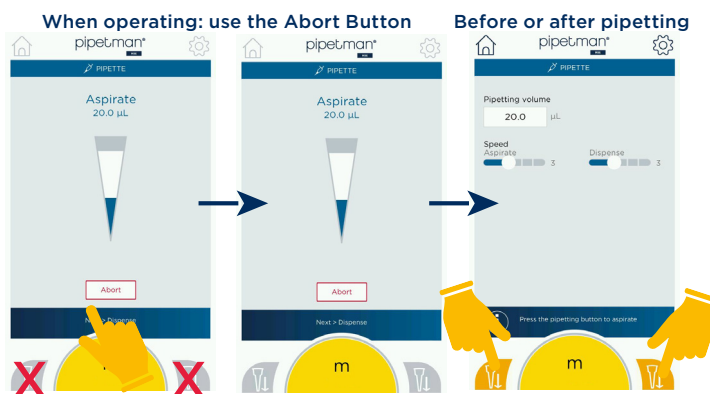 When operating: use the Abort Button
Before or after pipetting
pipetman®
PIPETTE
Aspirate
20.0 µL
Abort
pipetman®
PIPETTE
Aspirate
20.0 µL
Abort
Next > Dispense
m
pipetman®
PIPETTE
Pipetting volume
20.0 µL
Speed
Aspirate
3
Dispense
3
Press the pipetting button to aspirate
m